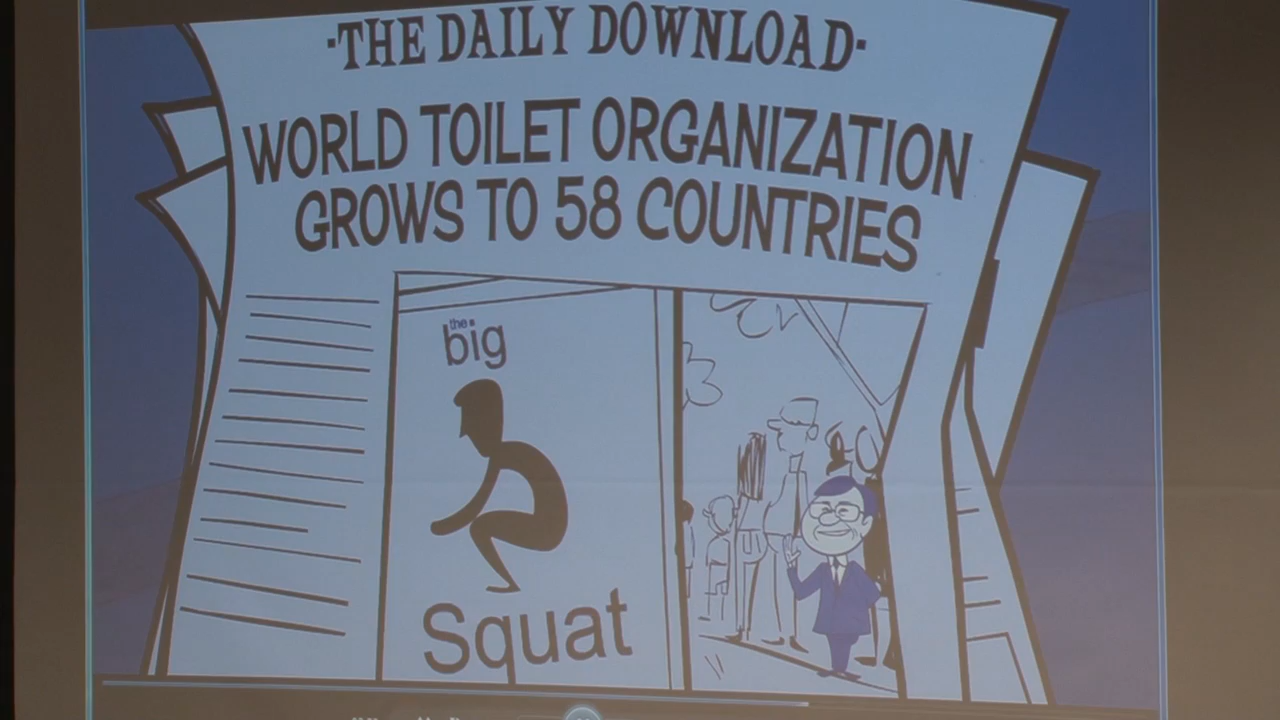 ·THE DAILY DOWNLOAD·
WORLD TOILET ORGANIZATION
GROWS TO 58 COUNTRIES
the
big
Squat